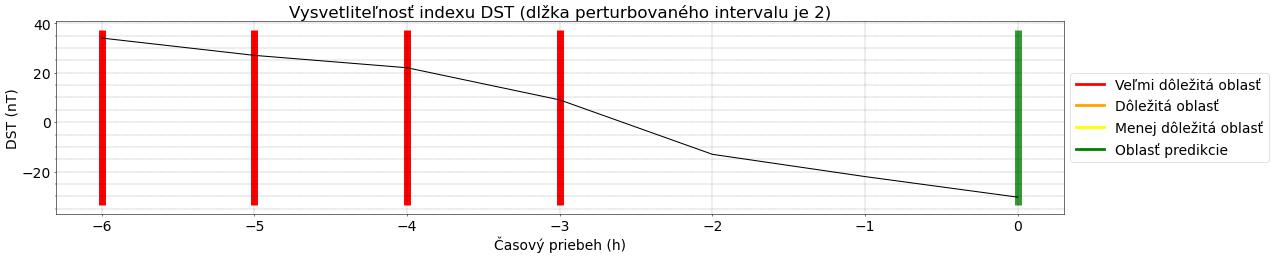 Vysvetliteľnosť indexu DST (dlžka perturbovaného intervalu je 2)
DST (nT)
40
20
0
−20
−6 −5 −4 −3 −2 −1 0
Časový priebeh (h)
Veľmi dôležitá oblasť
Dôležitá oblasť
Menej dôležitá oblasť
Oblasť predikcie